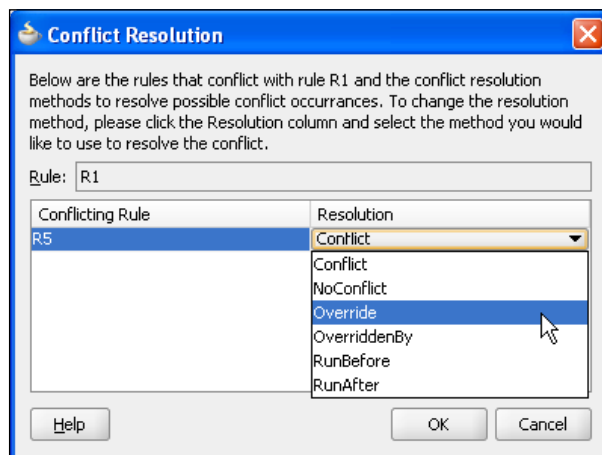 Conflict Resolution
Below are the rules that conflict with rule R1 and the conflict resolution
methods to resolve possible conflict occurrances. To change the resolution
method, please click the Resolution column and select the method you would
like to use to resolve the conflict.
Rule: R1
Conflicting Rule Resolution
R5 Conflict
Conflict
NoConflict
Override
OverriddenBy
RunBefore
RunAfter
Help OK Cancel